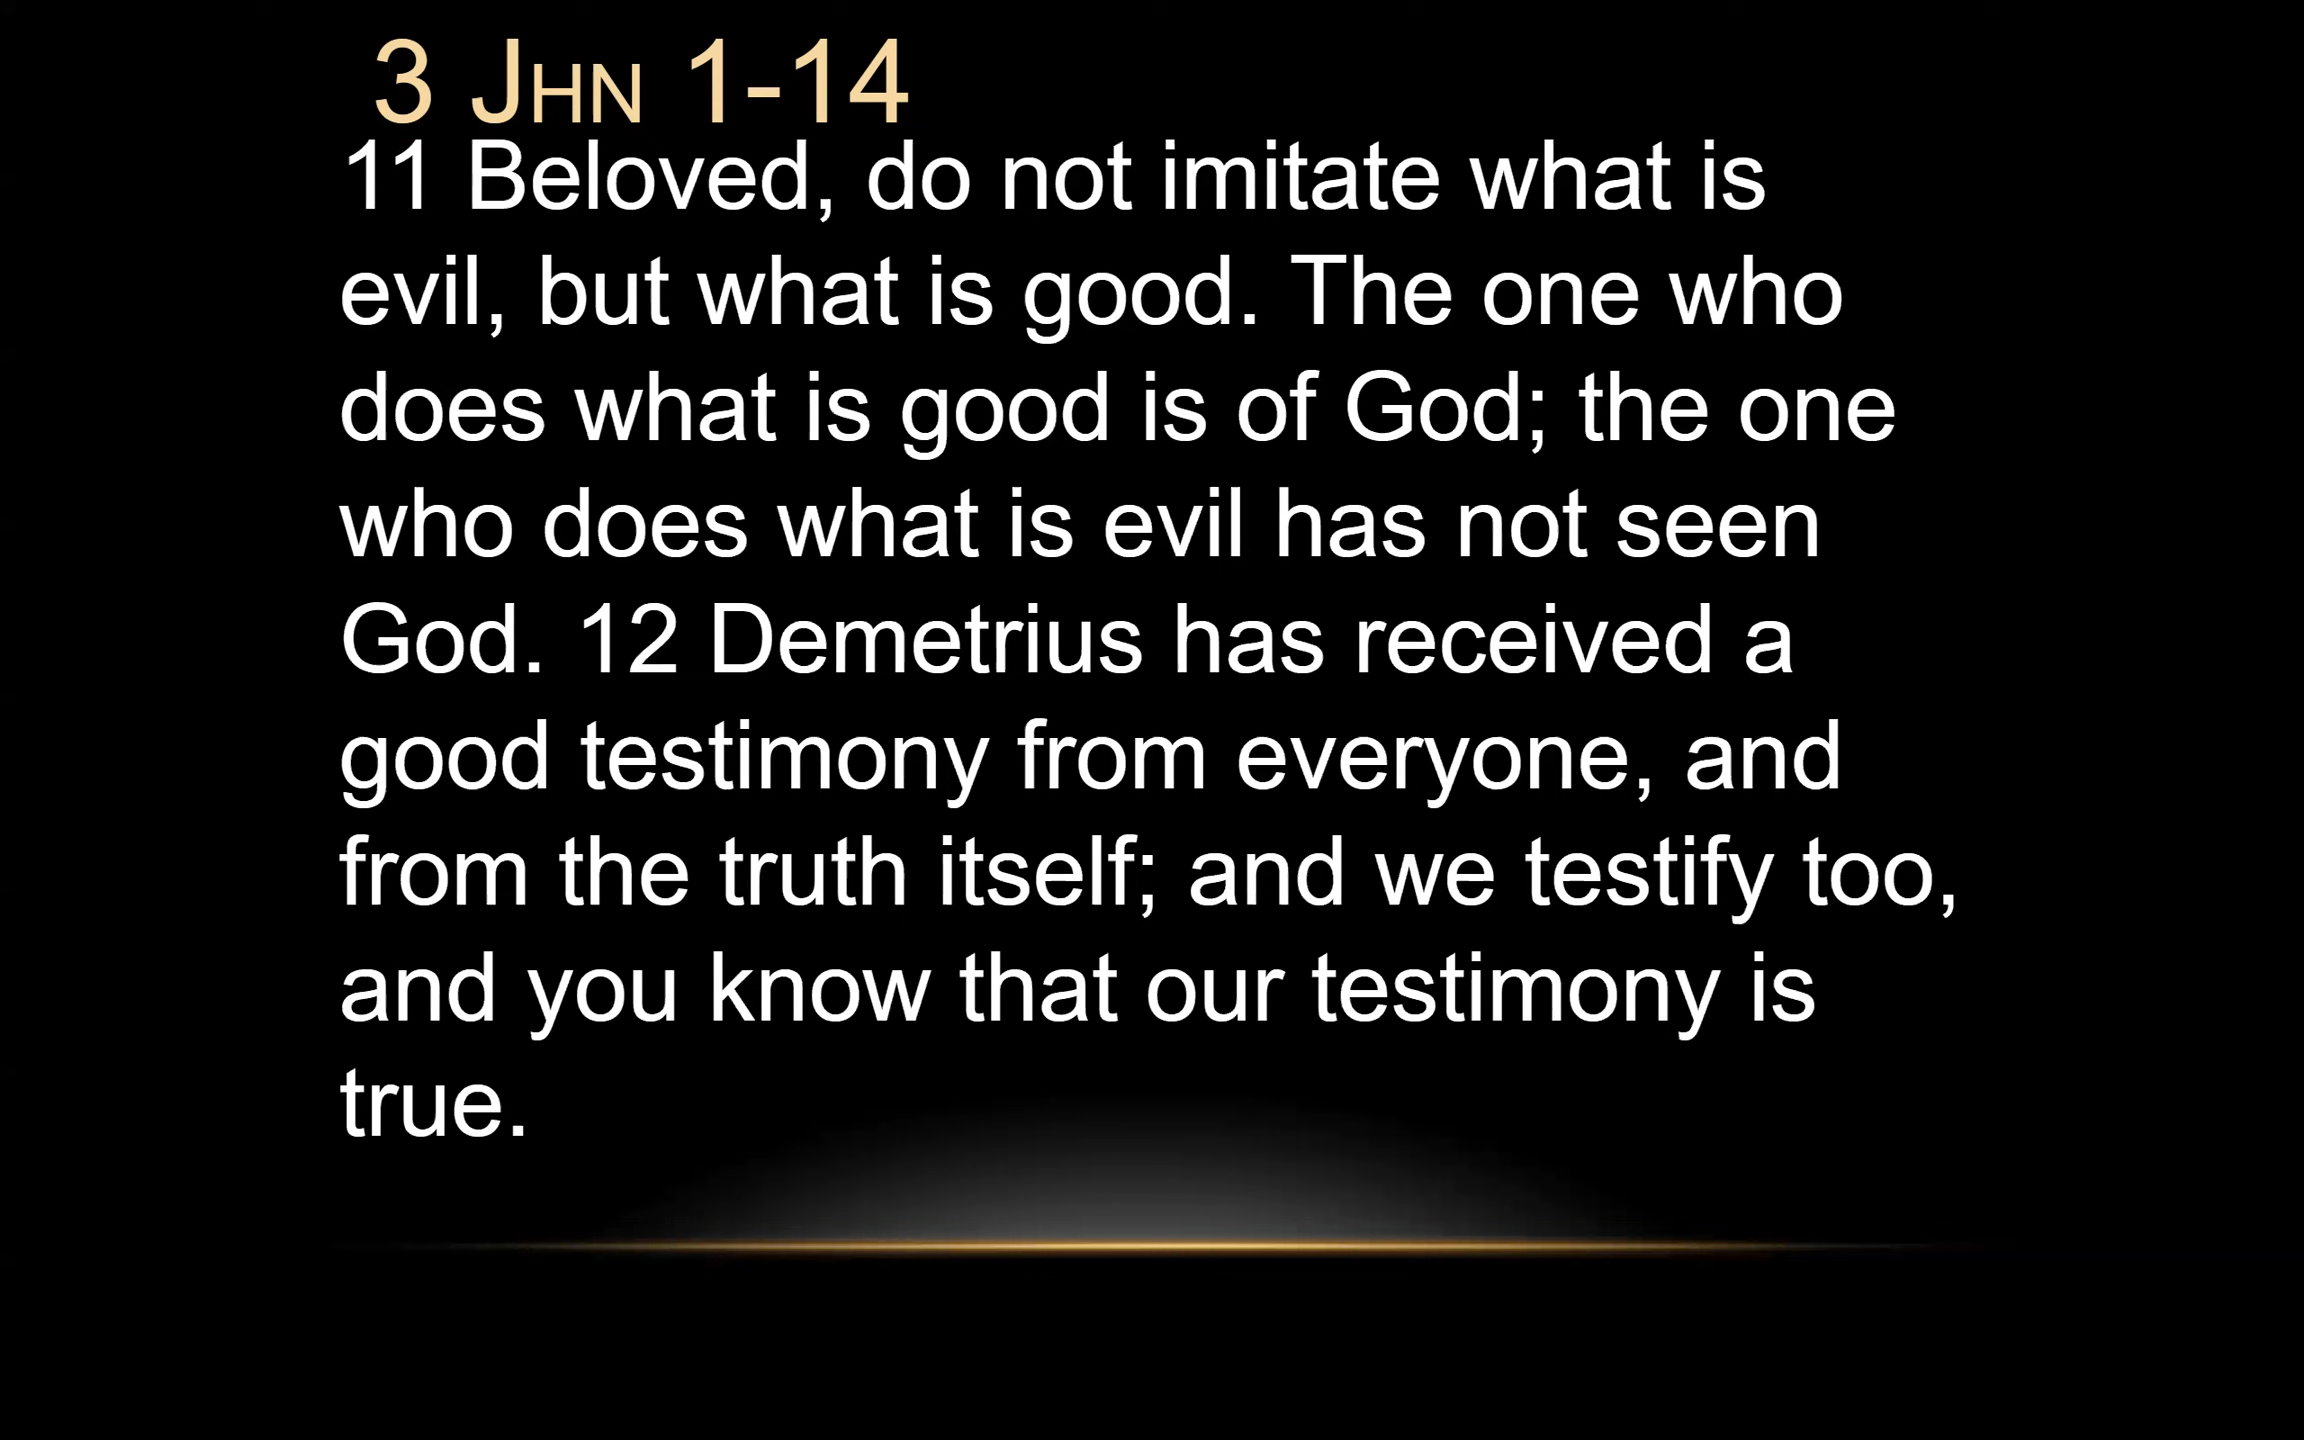 3 Jhn 1-14
11 Beloved, do not imitate what is
evil, but what is good. The one who
does what is good is of God; the one
who does what is evil has not seen
God. 12 Demetrius has received a
good testimony from everyone, and
from the truth itself; and we testify too,
and you know that our testimony is
true.